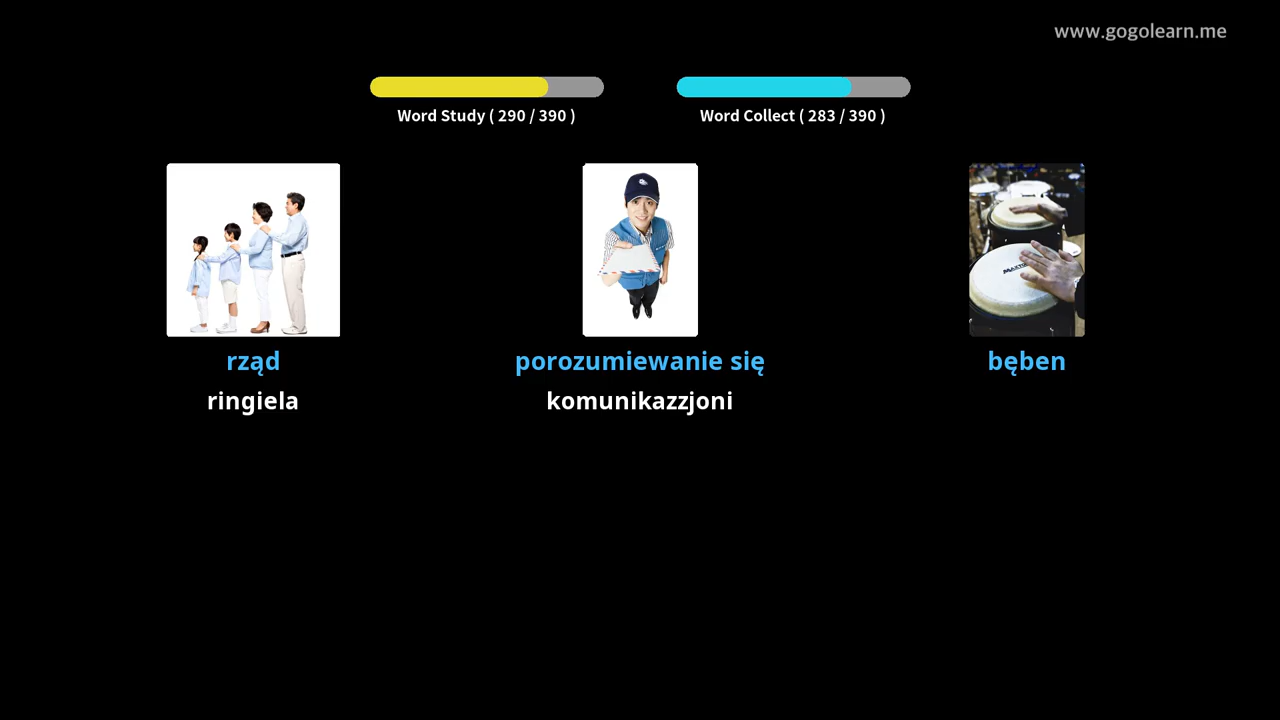 www.gogolearn.me
Word Study ( 290 / 390 )
Word Collect ( 283 / 390 )
rząd
porozumiewanie się
bęben
ringiela
komunikazzjoni